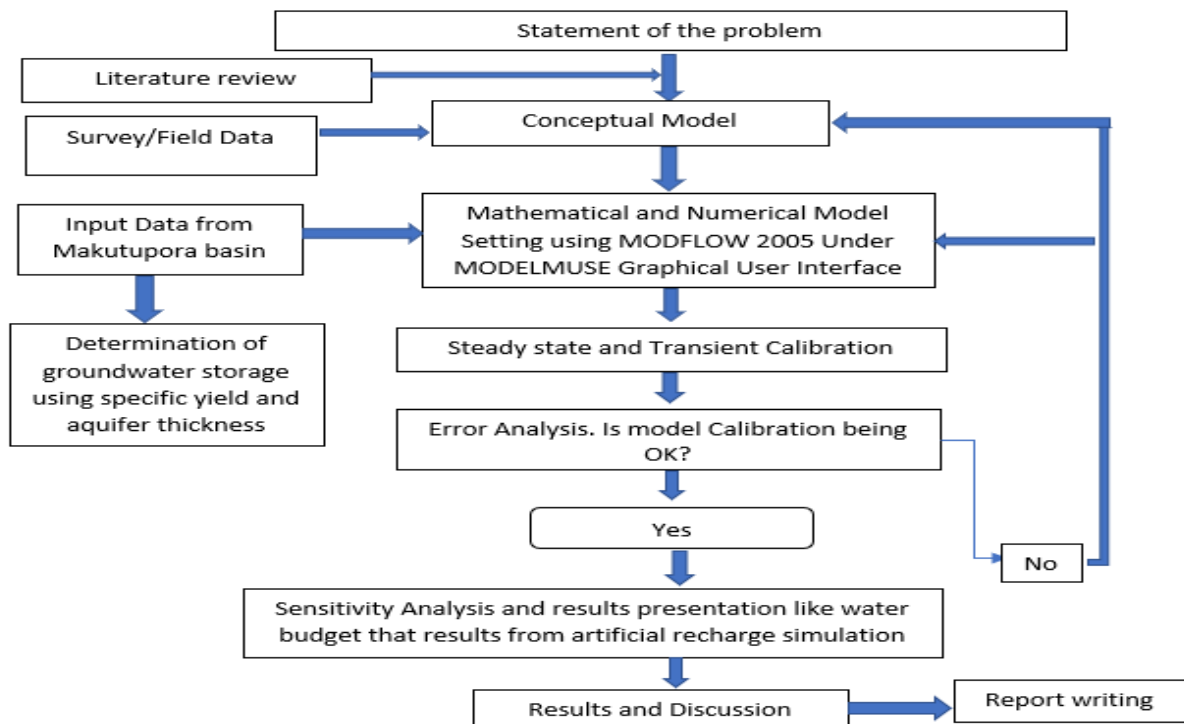 Statement of the problem
Literature review
Conceptual Model
Survey/Field Data
Input Data from
Makutupora basin
Mathematical and Numerical Model
Setting using MODFLOW 2005 Under
MODELMUSE Graphical User Interface
Determination of
groundwater storage
using specific yield and
aquifer thickness
Steady state and Transient Calibration
Error Analysis. Is model Calibration being
OK?
Yes
No
Sensitivity Analysis and results presentation like water
budget that results from artificial recharge simulation
Results and Discussion
Report writing